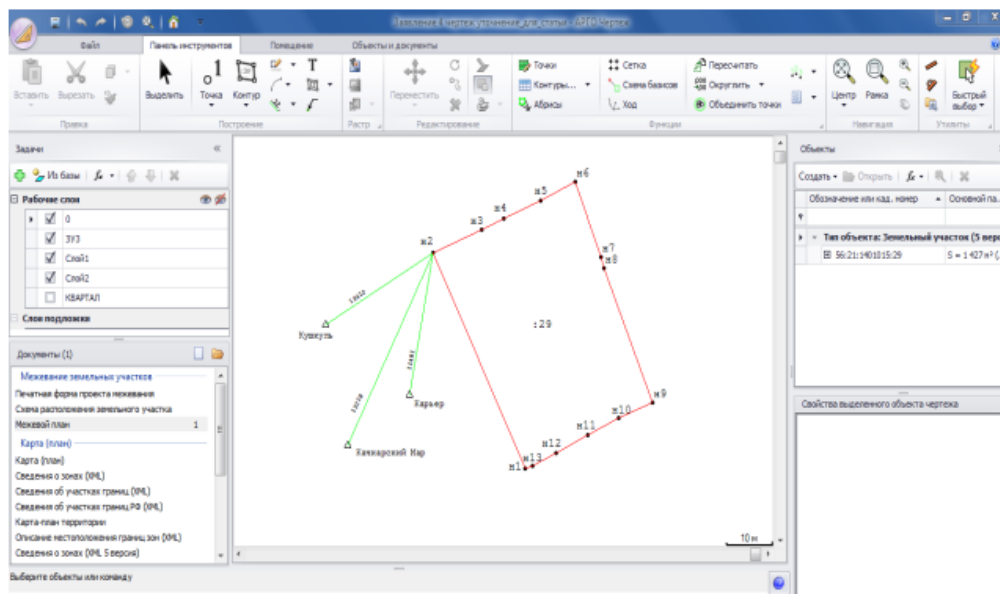 Заявление & чертеж уточнение_для_статьи - АРГО Чертеж
Файл Панель инструментов Помещение Объекты и документы
Вставить Вырезать Выделить Точка Контур Переместить
Точки Сетка Пересчитать
Контуры... Схема базисов Округлить
Абрисы Ход Объединить точки
Центр Рамка Быстрый выбор
Правка Построение Растр Редактирование Функции Навигация Утилиты
Задачи
Из базы
Рабочие слои
0
ЗУ3
Слой1
Слой2
КВАРТАЛ
Слои подложки
Документы (1)
Межевание земельных участков
Печатная форма проекта межевания
Схема расположения земельного участка
Межевой план 1
Карта (план)
Карта (план)
Сведения о зонах (XML)
Сведения об участках границ (XML)
Сведения об участках границ РФ (XML)
Карта-план территории
Описание местоположения границ зон (XML)
Сведения о зонах (XML 5 версия)
Выберите объекты или команду
н6
н5
н4
н3
н2
н7
н8
:29
Кушкуль
Карьер
Качкарский Мар
н9
н10
н11
н12
н13
н1
10 м
Объекты
Создать Открыть
Обозначение или кад. номер Основной па...
Тип объекта: Земельный участок (5 верс
56:21:1401015:29 S = 1 427 м² (
Свойства выделенного объекта чертежа